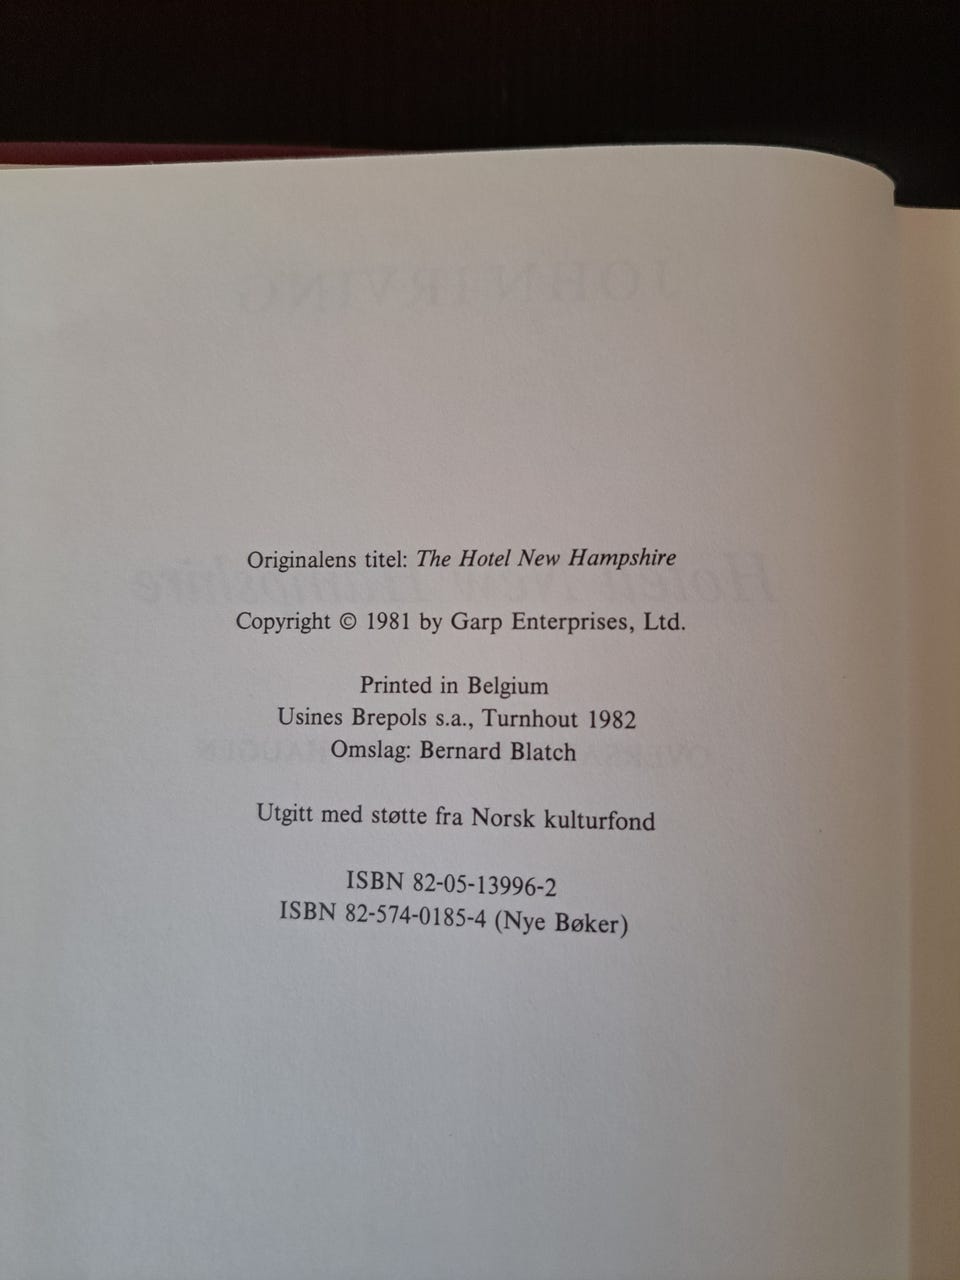 Originalens titel: The Hotel New Hampshire
Copyright © 1981 by Garp Enterprises, Ltd.
Printed in Belgium
Usines Brepols s.a., Turnhout 1982
Omslag: Bernard Blatch
Utgitt med støtte fra Norsk kulturfond
ISBN 82-05-13996-2
ISBN 82-574-0185-4 (Nye Bøker)